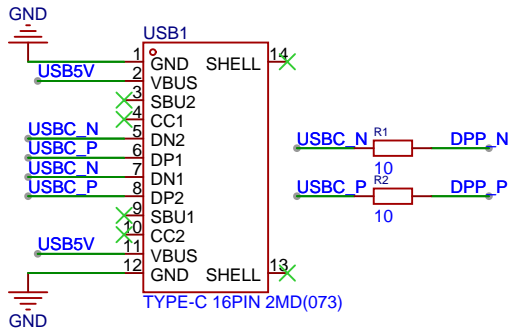 GND
USB1
1 GND SHELL 14
USB5V 2 VBUS
3 SBU2
4 CC1
USBC_N 5 DN2
USBC_P 6 DP1
USBC_N 7 DN1
USBC_P 8 DP2
9 SBU1
10 CC2
USB5V 11 VBUS
12 GND SHELL 13
GND
TYPE-C 16PIN 2MD(073)
USBC_N R1 DPP_N
10
USBC_P R2 DPP_P
10